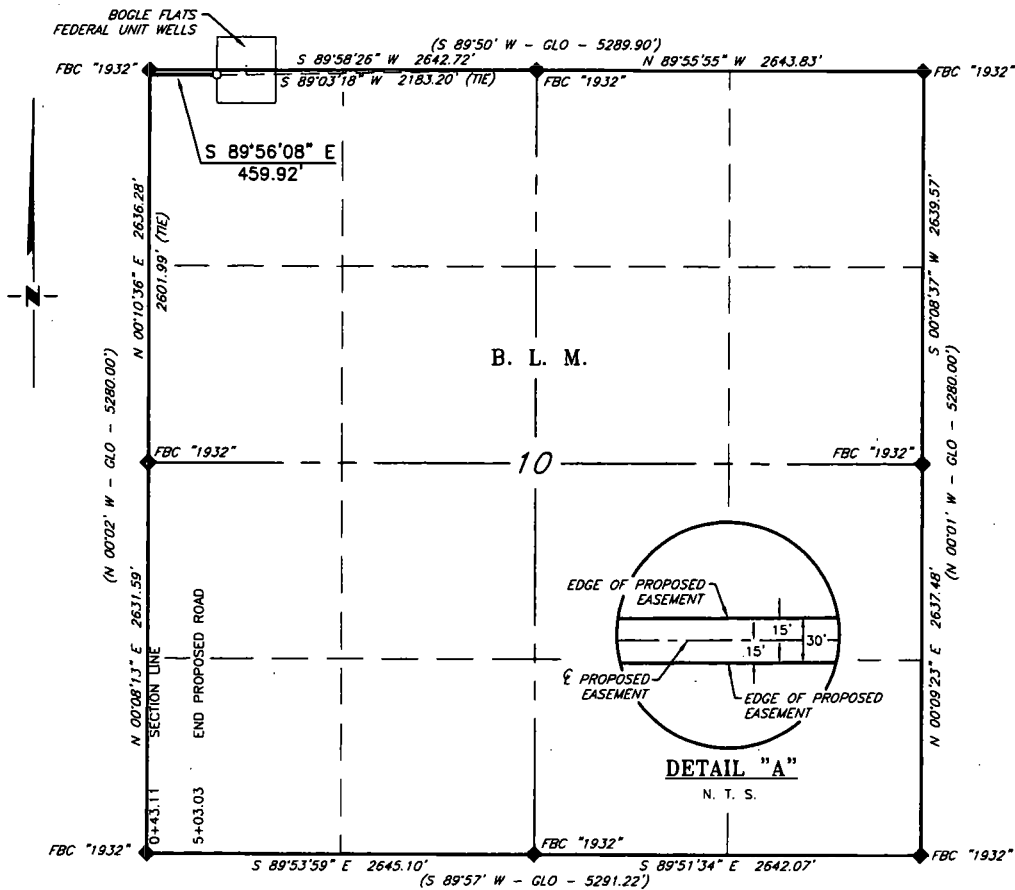 BOGLE FLATS
FEDERAL UNIT WELLS
(S 89°50' W - GLO - 5289.90')
S 89°58'26" W 2642.72'
N 89°55'55" W 2643.83'
FBC "1932"
FBC "1932"
FBC "1932"
S 89°03'18" W 2183.20' (TIE)
S 89°56'08" E
459.92'
N 00°10'36" E 2636.28'
2601.99' (TIE)
S 00°08'37" W 2639.57'
N
B. L. M.
(N 00°02' W - GLO - 5280.00')
(N 00°01' W - GLO - 5280.00')
FBC "1932"
10
FBC "1932"
N 00°08'13" E 2631.59'
0+43.11 SECTION LINE
5+03.03 END PROPOSED ROAD
N 00°09'23" E 2637.48'
EDGE OF PROPOSED
EASEMENT
15'
15'
30'
℄ PROPOSED
EASEMENT
EDGE OF PROPOSED
EASEMENT
DETAIL "A"
N. T. S.
FBC "1932"
FBC "1932"
FBC "1932"
S 89°53'59" E 2645.10'
S 89°51'34" E 2642.07'
(S 89°57' W - GLO - 5291.22')